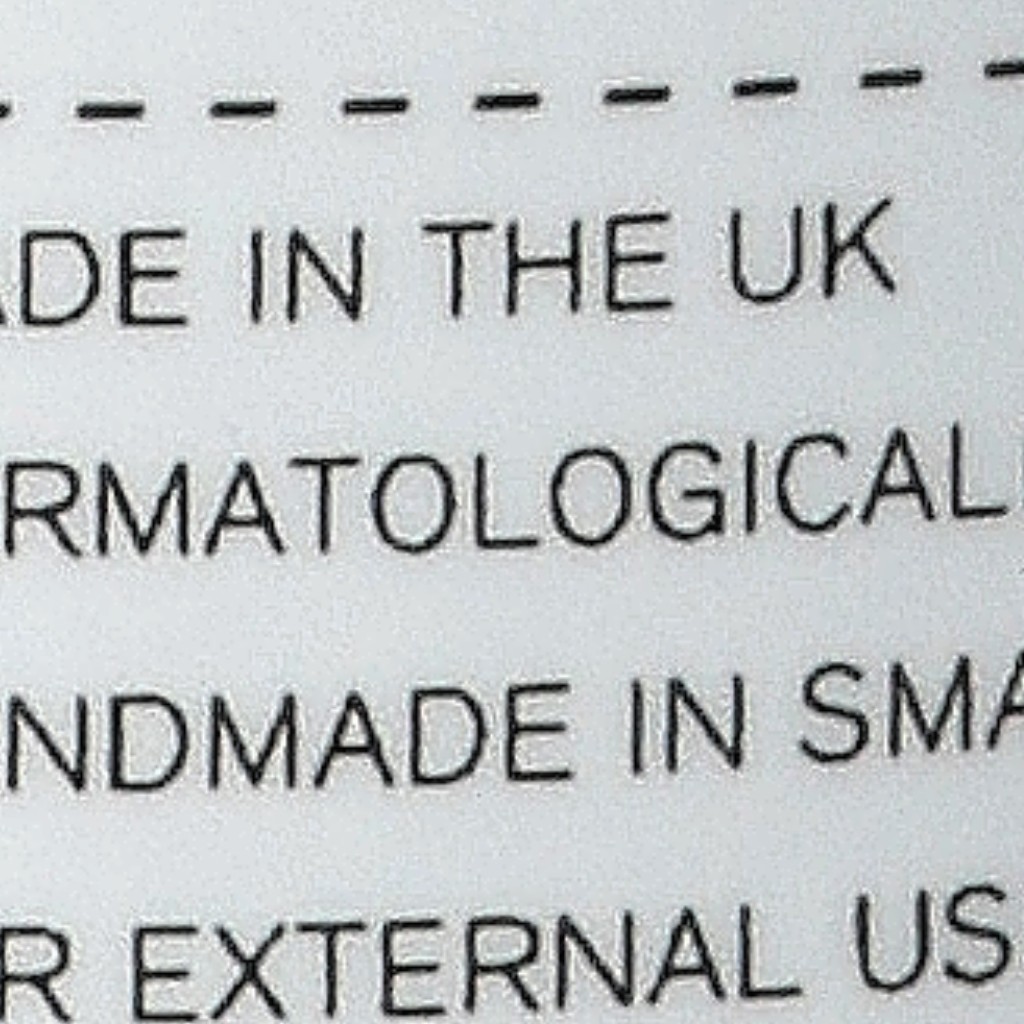 ADE IN THE UK
RMATOLOGICAL
NDMADE IN SMA
R EXTERNAL US